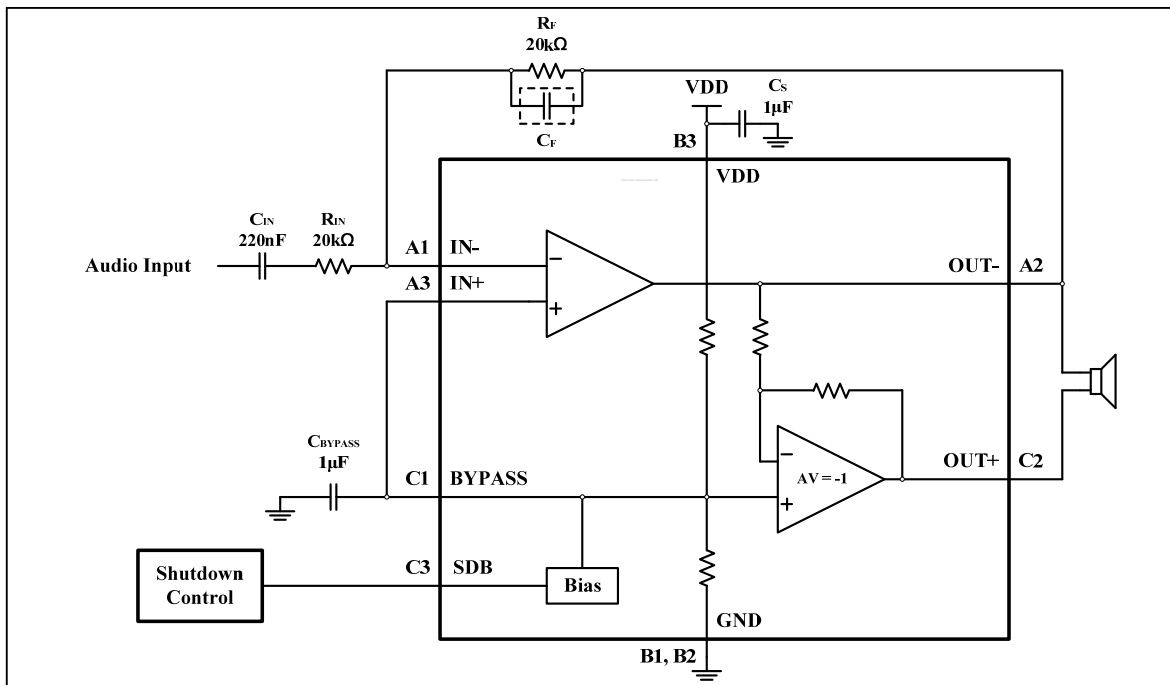 RF
20kΩ
CF
VDD
CS
1μF
B3
VDD
CIN
220nF
RIN
20kΩ
Audio Input
A1
IN-
A3
IN+
OUT-
A2
CBYPASS
1μF
C1
BYPASS
AV = -1
OUT+
C2
C3
SDB
Shutdown
Control
Bias
GND
B1, B2